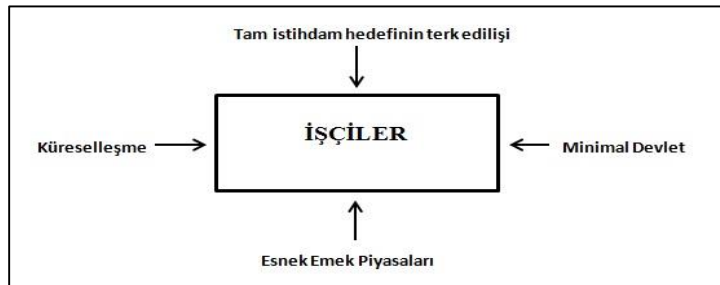 Tam istihdam hedefinin terk edilişi
İŞÇİLER
Küreselleşme
Minimal Devlet
Esnek Emek Piyasaları